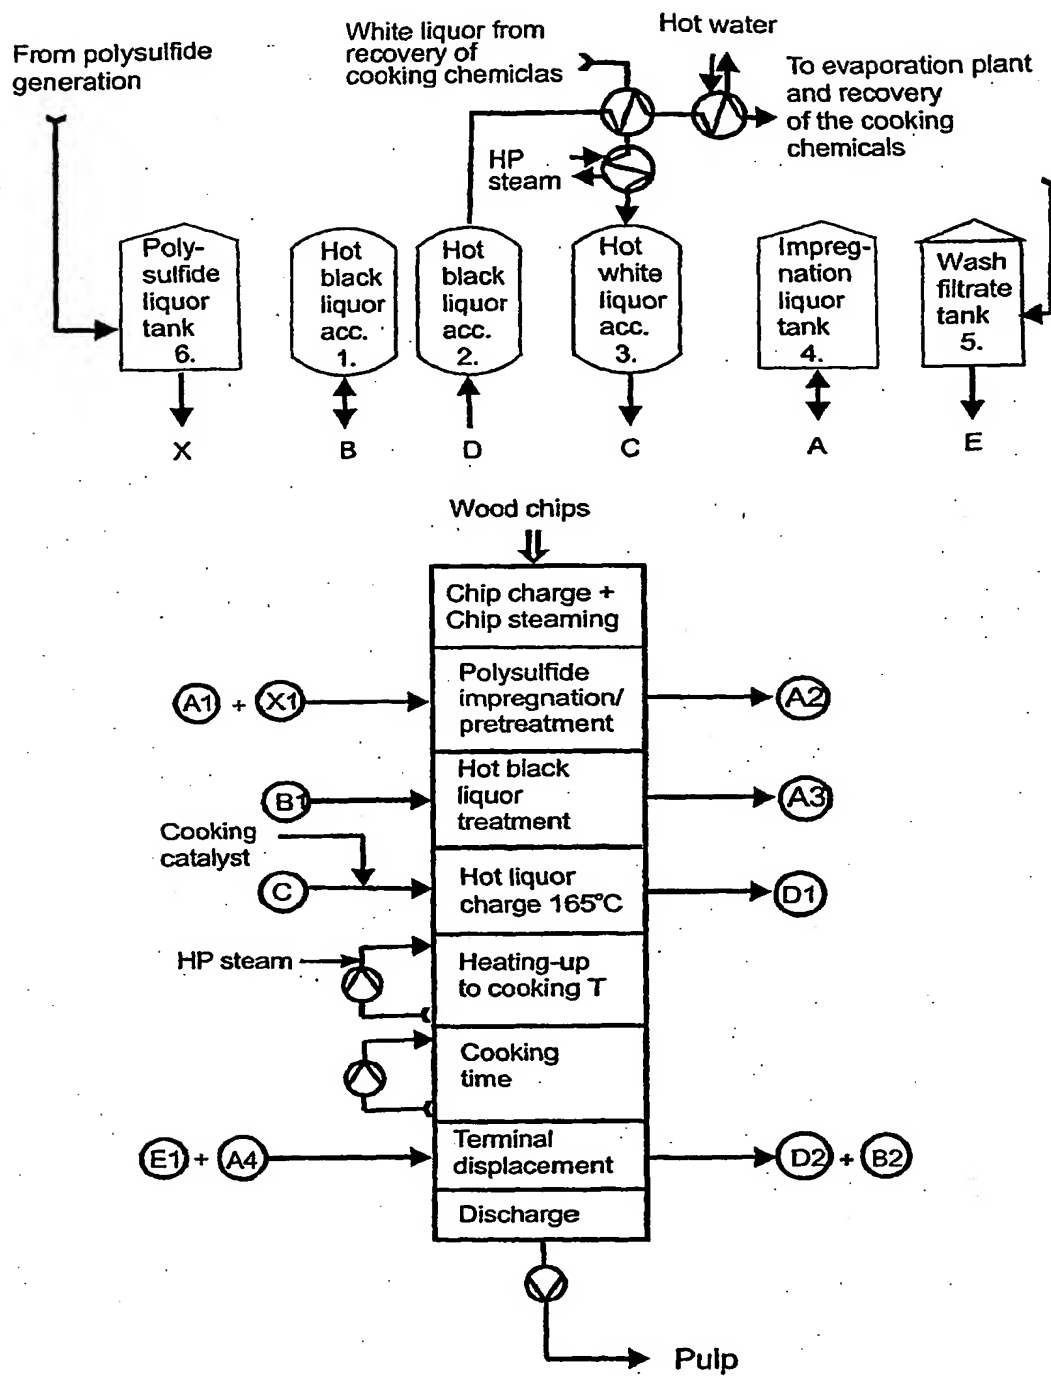 From polysulfide
generation
White liquor from
recovery of
cooking chemiclas
Hot water
To evaporation plant
and recovery
of the cooking
chemicals
HP
steam
Poly-
sulfide
liquor
tank
6.
Hot
black
liquor
acc.
1.
Hot
black
liquor
acc.
2.
Hot
white
liquor
acc.
3.
Impreg-
nation
liquor
tank
4.
Wash
filtrate
tank
5.
X
B
D
C
A
E
Wood chips
Chip charge +
Chip steaming
A1 + X1
Polysulfide
impregnation/
pretreatment
A2
B1
Hot black
liquor
treatment
A3
Cooking
catalyst
C
Hot liquor
charge 165°C
D1
HP steam
Heating-up
to cooking T
Cooking
time
E1 + A4
Terminal
displacement
D2 + B2
Discharge
Pulp